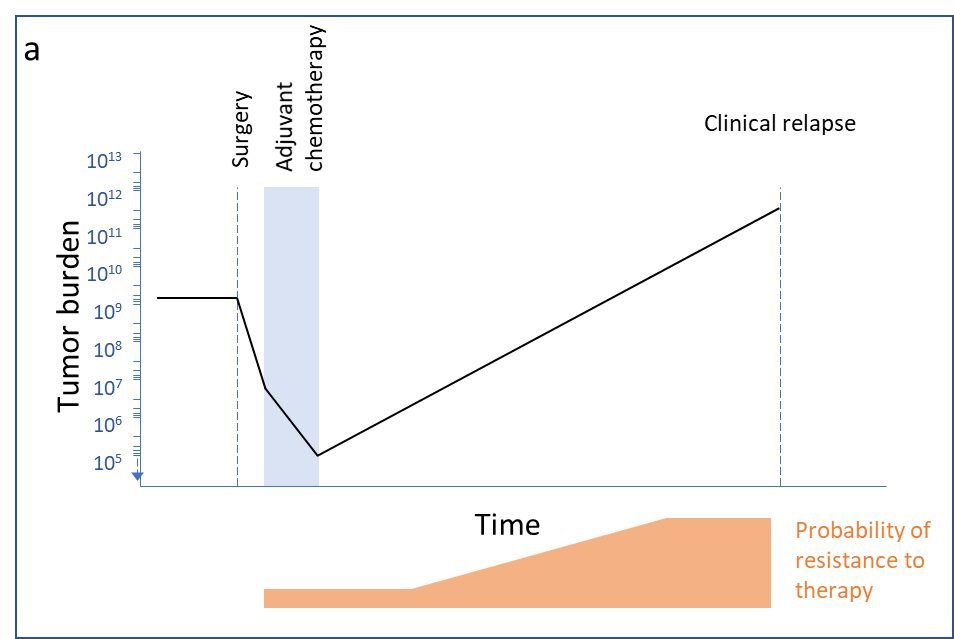 a
Surgery
Adjuvant
chemotherapy
Clinical relapse
10¹³
10¹²
10¹¹
10¹⁰
10⁹
10⁸
10⁷
10⁶
10⁵
Tumor burden
Time
Probability of
resistance to
therapy